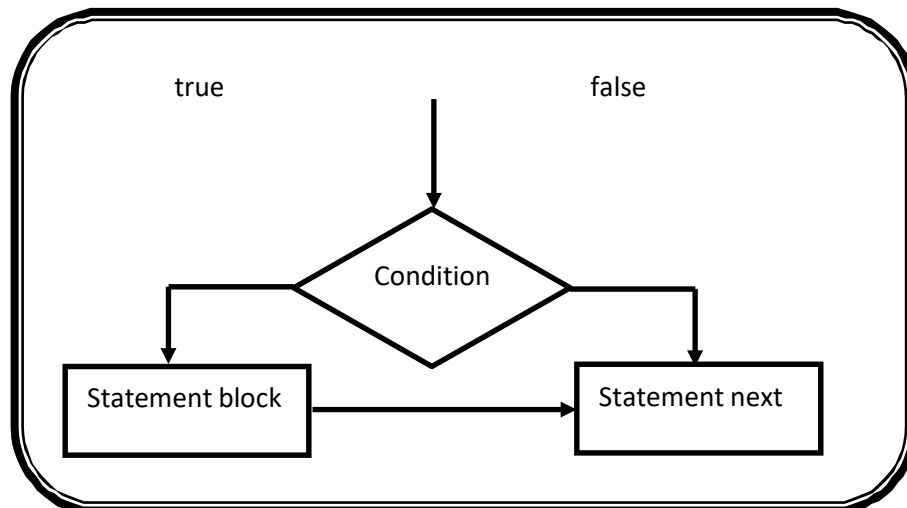 true
false
Condition
Statement block
Statement next